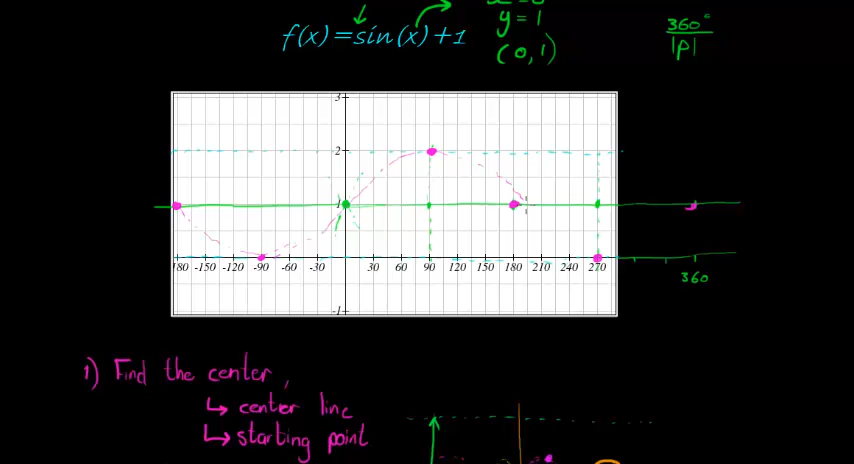 f(x) = sin(x) + 1
y = 1
(0, 1)
360°
|p|
3
2
1
180 -150 -120 -90 -60 -30 30 60 90 120 150 180 210 240 270
360
-1
1) Find the center,
↳ center line
↳ starting point